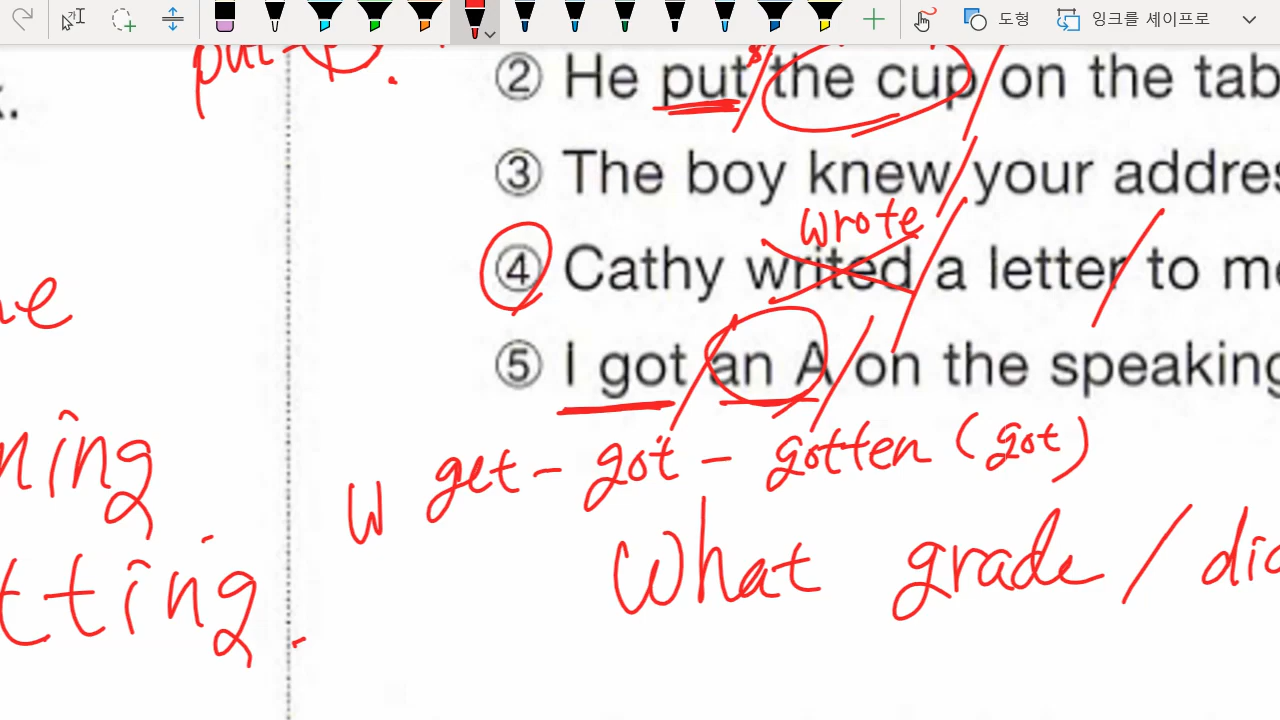 도형 잉크를 셰이프로
put
② He put the cup on the tab
③ The boy knew your addres
wrote
④ Cathy writed a letter to me
⑤ I got an A on the speaking
ning
get - got - gotten (got)
W
What grade / did
tting.